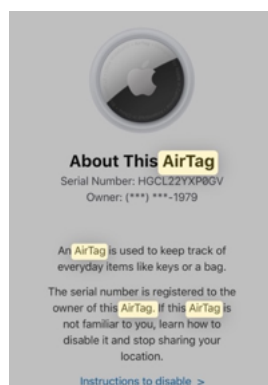 About This AirTag
Serial Number: HGCL22YXP0GV
Owner: (***) ***-1979
An AirTag is used to keep track of
everyday items like keys or a bag.
The serial number is registered to the
owner of this AirTag. If this AirTag is
not familiar to you, learn how to
disable it and stop sharing your
location.
Instructions to disable >